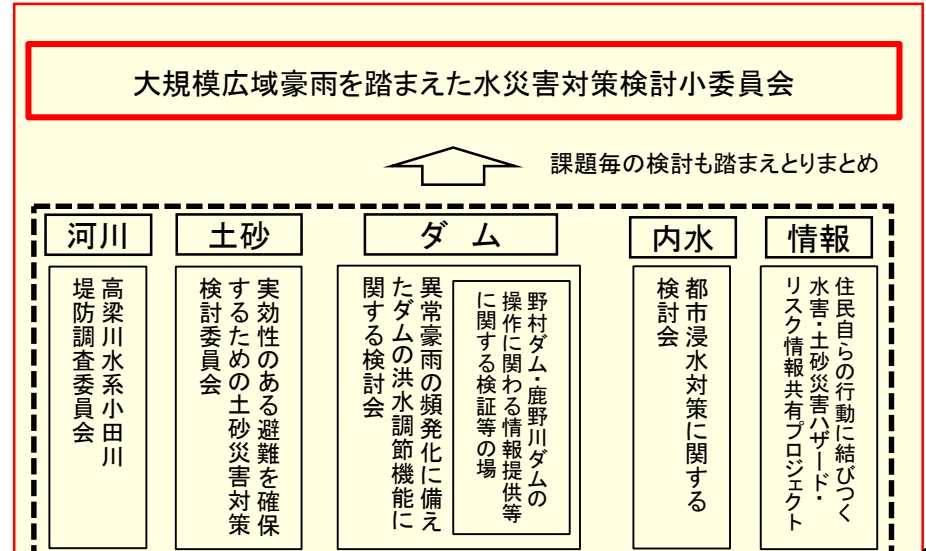 大規模広域豪雨を踏まえた水災害対策検討小委員会
課題毎の検討も踏まえとりまとめ
河川
高梁川水系小田川
堤防調査委員会
土砂
実効性のある避難を確保
するための土砂災害対策
検討委員会
ダム
異常豪雨の頻発化に備え
たダムの洪水調節機能に
関する検討会
野村ダム・鹿野川ダムの
操作に関わる情報提供等
に関する検証等の場
内水
都市浸水対策に関する
検討会
情報
住民自らの行動に結びつく
水害・土砂災害ハザード・
リスク情報共有プロジェクト